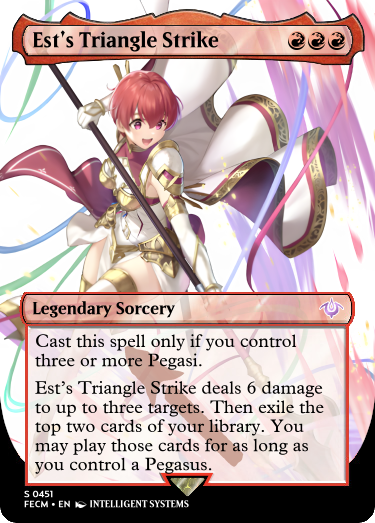 Est's Triangle Strike
Legendary Sorcery
Cast this spell only if you control
three or more Pegasi.
Est's Triangle Strike deals 6 damage
to up to three targets. Then exile the
top two cards of your library. You
may play those cards for as long as
you control a Pegasus.
S 0451
FECM • EN INTELLIGENT SYSTEMS